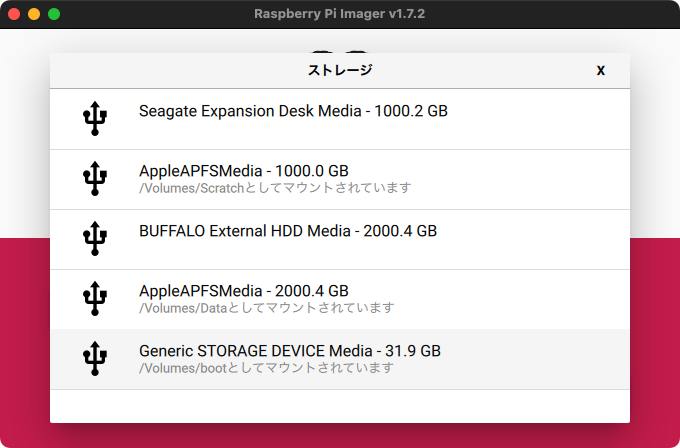 Raspberry Pi Imager v1.7.2
ストレージ X
Seagate Expansion Desk Media - 1000.2 GB
AppleAPFSMedia - 1000.0 GB
/Volumes/Scratchとしてマウントされています
BUFFALO External HDD Media - 2000.4 GB
AppleAPFSMedia - 2000.4 GB
/Volumes/Dataとしてマウントされています
Generic STORAGE DEVICE Media - 31.9 GB
/Volumes/bootとしてマウントされています